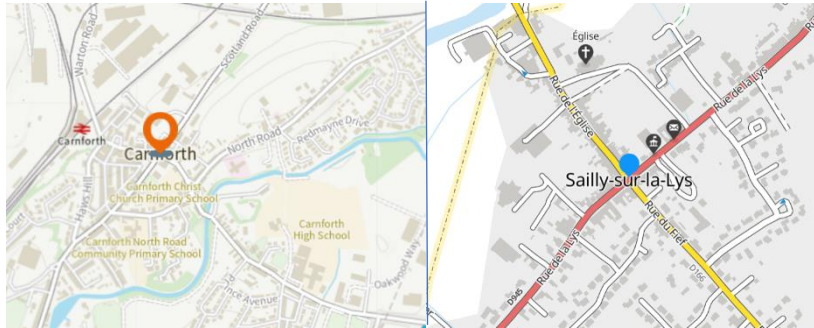 Warton Road
Scotland Road
Carnforth
Carnforth
North Road
Redmayne Drive
Haws Hill
Carnforth Christ
Church Primary School
Carnforth North Road
Community Primary School
Carnforth
High School
Oakwood Way
Avenue
Église
Rue de l'Église
Rue de la Lys
Sailly-sur-la-Lys
Rue du Fief
Rue de la Lys
D945
D166